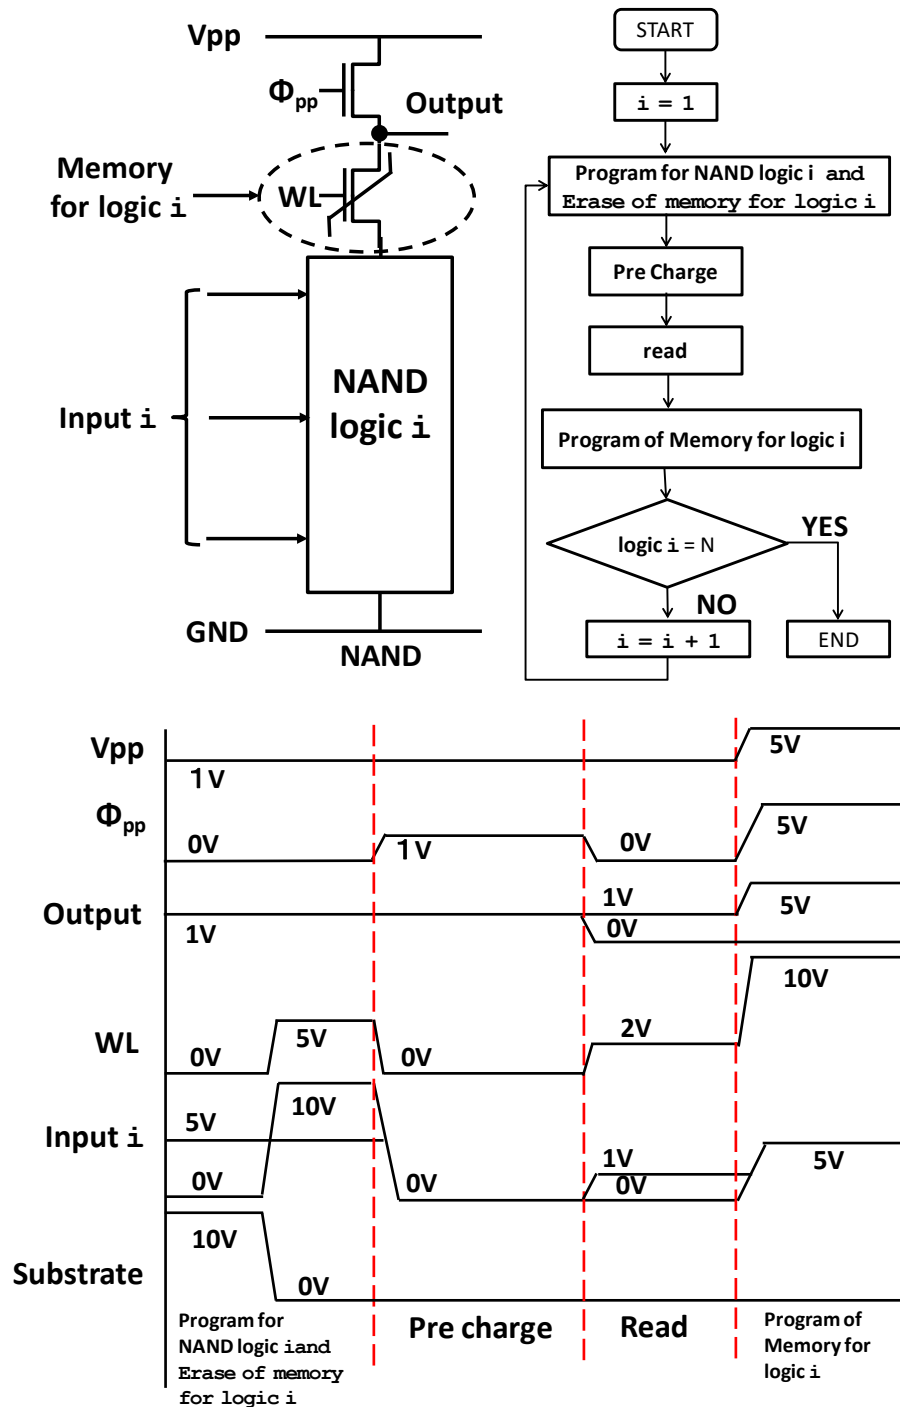 Vpp
Φpp
Output
Memory
for logic i
WL
Input i
NAND
logic i
GND
NAND
START
i = 1
Program for NAND logic i and
Erase of memory for logic i
Pre Charge
read
Program of Memory for logic i
logic i = N
YES
NO
i = i + 1
END
Vpp
1V
5V
Φpp
0V
1V
0V
5V
Output
1V
1V
0V
5V
WL
0V
5V
0V
2V
10V
Input i
5V
0V
10V
0V
1V
0V
5V
Substrate
10V
0V
Program for
NAND logic iand
Erase of memory
for logic i
Pre charge
Read
Program of
Memory for
logic i